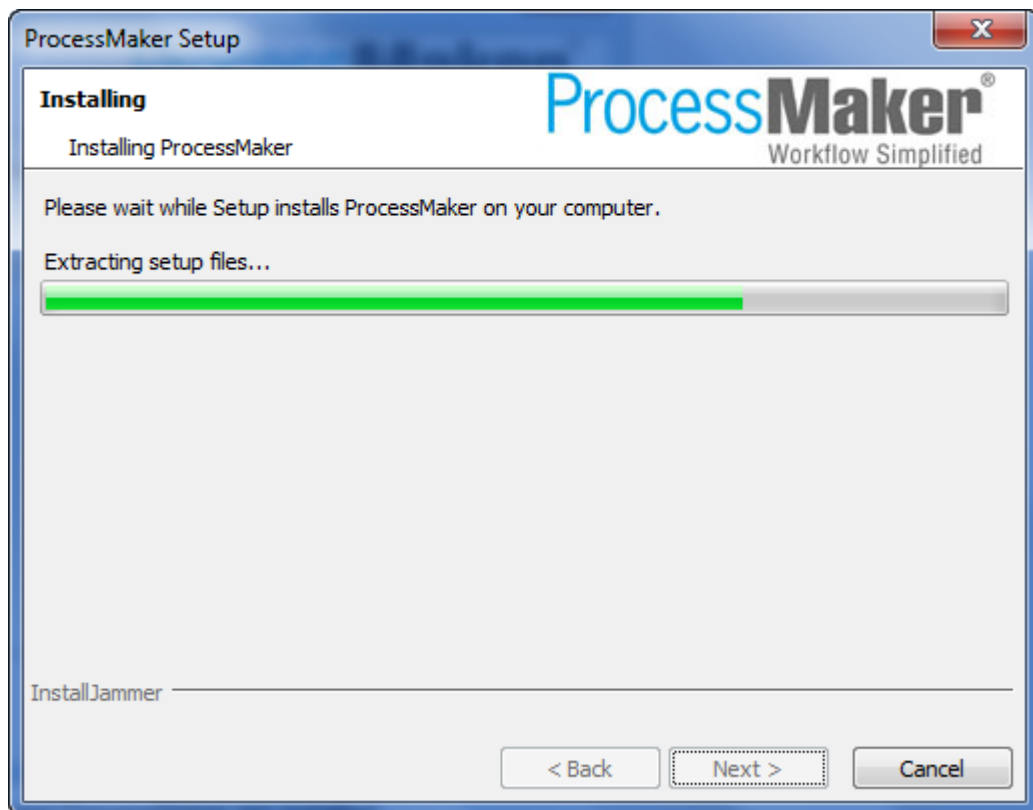 ProcessMaker Setup
Installing
Installing ProcessMaker
ProcessMaker®
Workflow Simplified
Please wait while Setup installs ProcessMaker on your computer.
Extracting setup files...
InstallJammer
< Back
Next >
Cancel